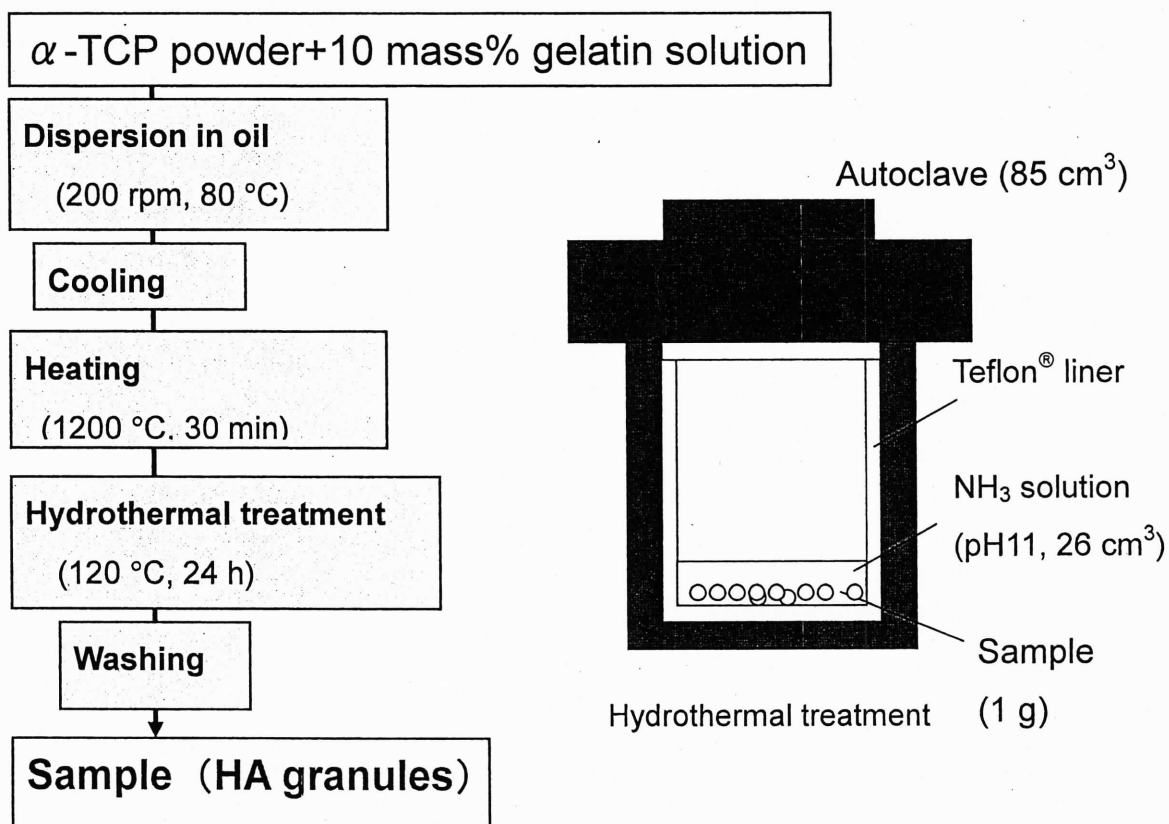 α-TCP powder+10 mass% gelatin solution
Dispersion in oil
(200 rpm, 80 °C)
Cooling
Heating
(1200 °C, 30 min)
Hydrothermal treatment
(120 °C, 24 h)
Washing
Sample (HA granules)
Autoclave (85 cm³)
Teflon® liner
NH₃ solution
(pH11, 26 cm³)
Sample
(1 g)
Hydrothermal treatment